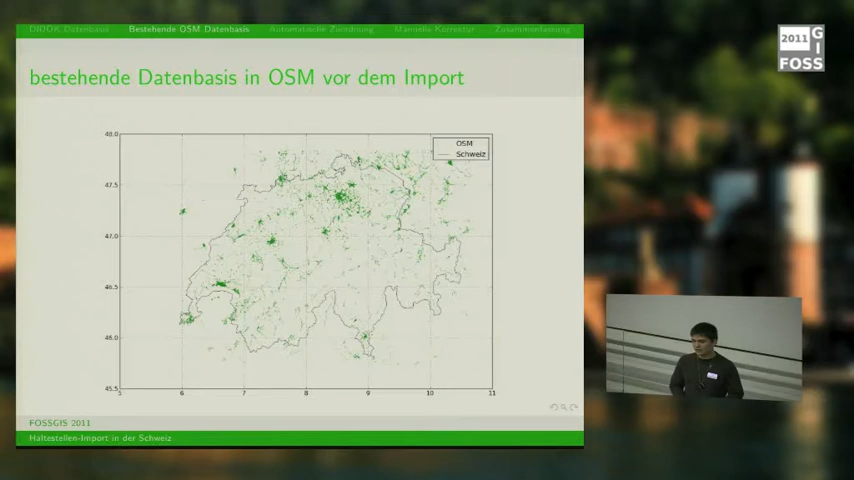 DIDOK Datenbasis Bestehende OSM Datenbasis Automatische Zuordnung Manuelle Korrektur Zusammenfassung
2011 G
I
FOSS
bestehende Datenbasis in OSM vor dem Import
48.0
OSM
Schweiz
47.5
47.0
46.5
46.0
45.5
5 6 7 8 9 10 11
FOSSGIS 2011
Haltestellen-Import in der Schweiz